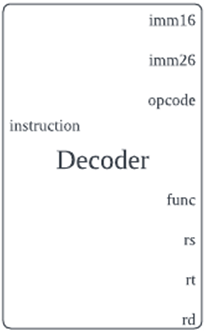 imm16
imm26
opcode
instruction
Decoder
func
rs
rt
rd